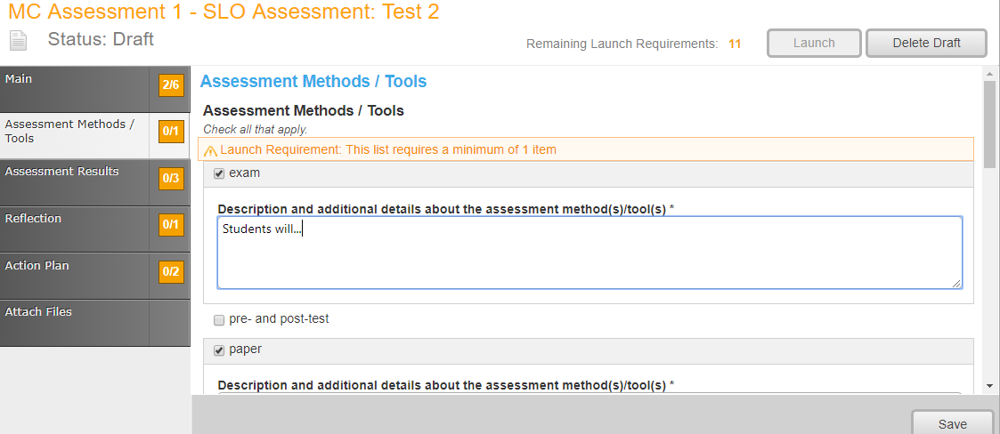 MC Assessment 1 - SLO Assessment: Test 2
Status: Draft
Remaining Launch Requirements: 11
Launch
Delete Draft
Main
2/6
Assessment Methods /
Tools
0/1
Assessment Results
0/3
Reflection
0/1
Action Plan
0/2
Attach Files
Assessment Methods / Tools
Assessment Methods / Tools
Check all that apply.
Launch Requirement: This list requires a minimum of 1 item
exam
Description and additional details about the assessment method(s)/tool(s) *
Students will...
pre- and post-test
paper
Description and additional details about the assessment method(s)/tool(s) *
Save